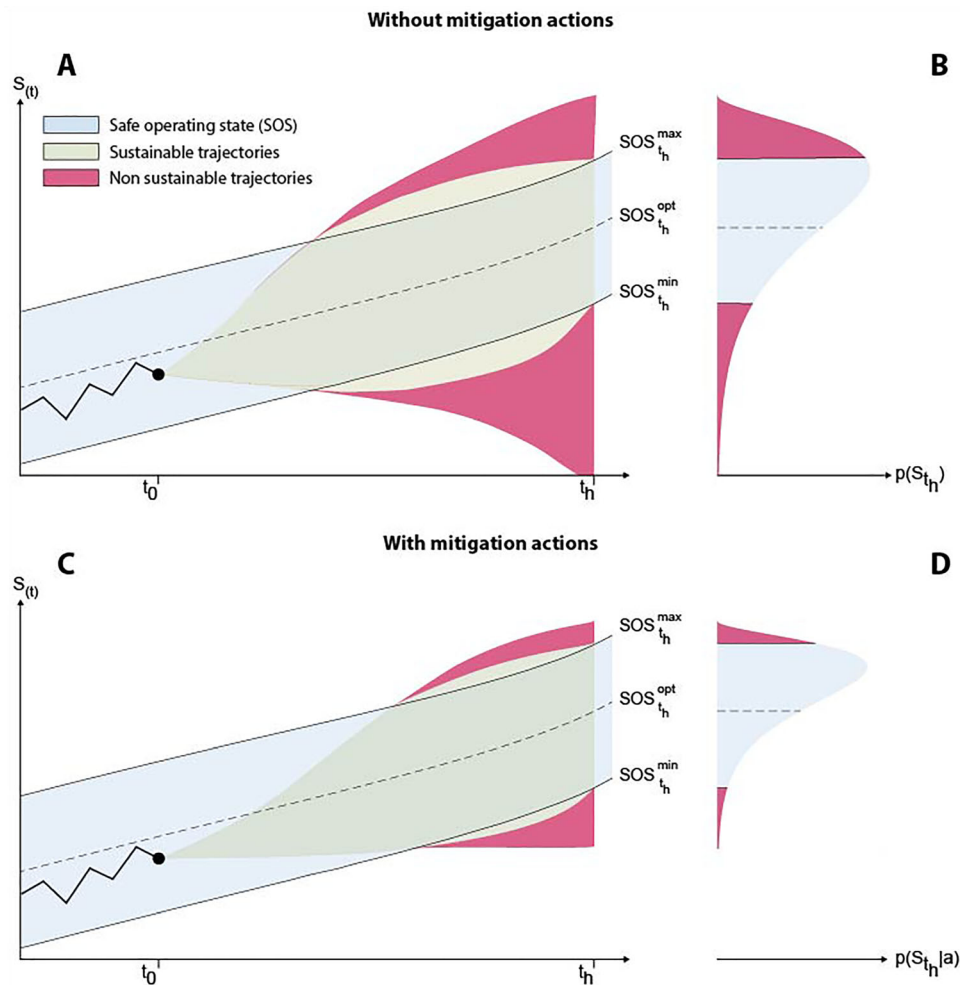 Without mitigation actions
A
B
S(t)
Safe operating state (SOS)
Sustainable trajectories
Non sustainable trajectories
SOS max th
SOS opt th
SOS min th
t0
th
p(Sth)
With mitigation actions
C
D
S(t)
SOS max th
SOS opt th
SOS min th
t0
th
p(Sth|a)